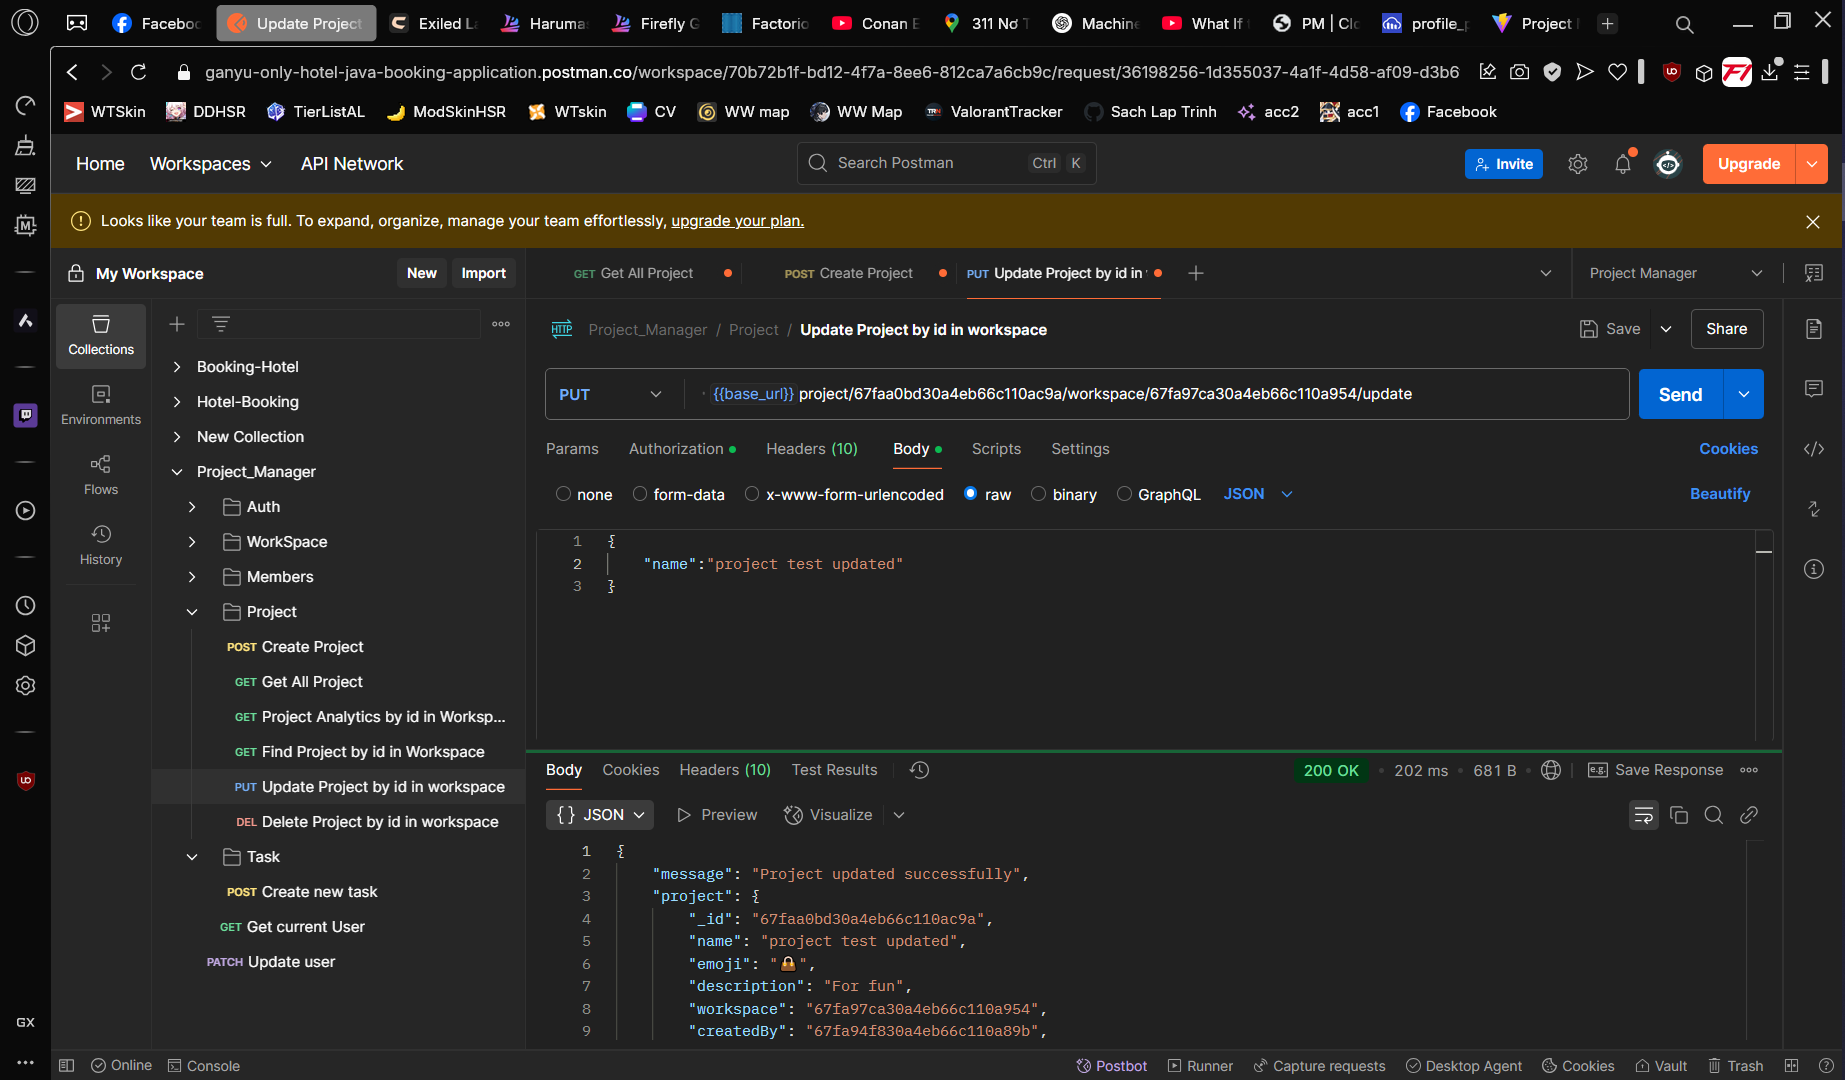 Faceboo
Update Project
Exiled La
Haruma
Firefly G
Factorio
Conan E
311 Nơ T
Machine
What If t
PM | Clo
profile_p
Project M
ganyu-only-hotel-java-booking-application.postman.co/workspace/70b72b1f-bd12-4f7a-8ee6-812ca7a6cb9c/request/36198256-1d355037-4a1f-4d58-af09-d3b6
WTSkin
DDHSR
TierListAL
ModSkinHSR
WTskin
CV
WW map
WW Map
ValorantTracker
Sach Lap Trinh
acc2
acc1
Facebook
Home
Workspaces
API Network
Search Postman
Ctrl K
Invite
Upgrade
Looks like your team is full. To expand, organize, manage your team effortlessly, upgrade your plan.
My Workspace
New
Import
GET Get All Project
POST Create Project
PUT Update Project by id in
Project Manager
Collections
Environments
Flows
History
Booking-Hotel
Hotel-Booking
New Collection
Project_Manager
Auth
WorkSpace
Members
Project
POST Create Project
GET Get All Project
GET Project Analytics by id in Worksp...
GET Find Project by id in Workspace
PUT Update Project by id in workspace
DEL Delete Project by id in workspace
Task
POST Create new task
GET Get current User
PATCH Update user
HTTP
Project_Manager / Project / Update Project by id in workspace
Save
Share
PUT
{{base_url}} project/67faa0bd30a4eb66c110ac9a/workspace/67fa97ca30a4eb66c110a954/update
Send
Params
Authorization
Headers (10)
Body
Scripts
Settings
Cookies
none
form-data
x-www-form-urlencoded
raw
binary
GraphQL
JSON
Beautify
1 {
2 "name":"project test updated"
3 }
Body
Cookies
Headers (10)
Test Results
200 OK
202 ms
681 B
e.g.
Save Response
{} JSON
Preview
Visualize
1 {
2 "message": "Project updated successfully",
3 "project": {
4 "_id": "67faa0bd30a4eb66c110ac9a",
5 "name": "project test updated",
6 "emoji": "👜",
7 "description": "For fun",
8 "workspace": "67fa97ca30a4eb66c110a954",
9 "createdBy": "67fa94f830a4eb66c110a89b",
GX
Online
Console
Postbot
Runner
Capture requests
Desktop Agent
Cookies
Vault
Trash